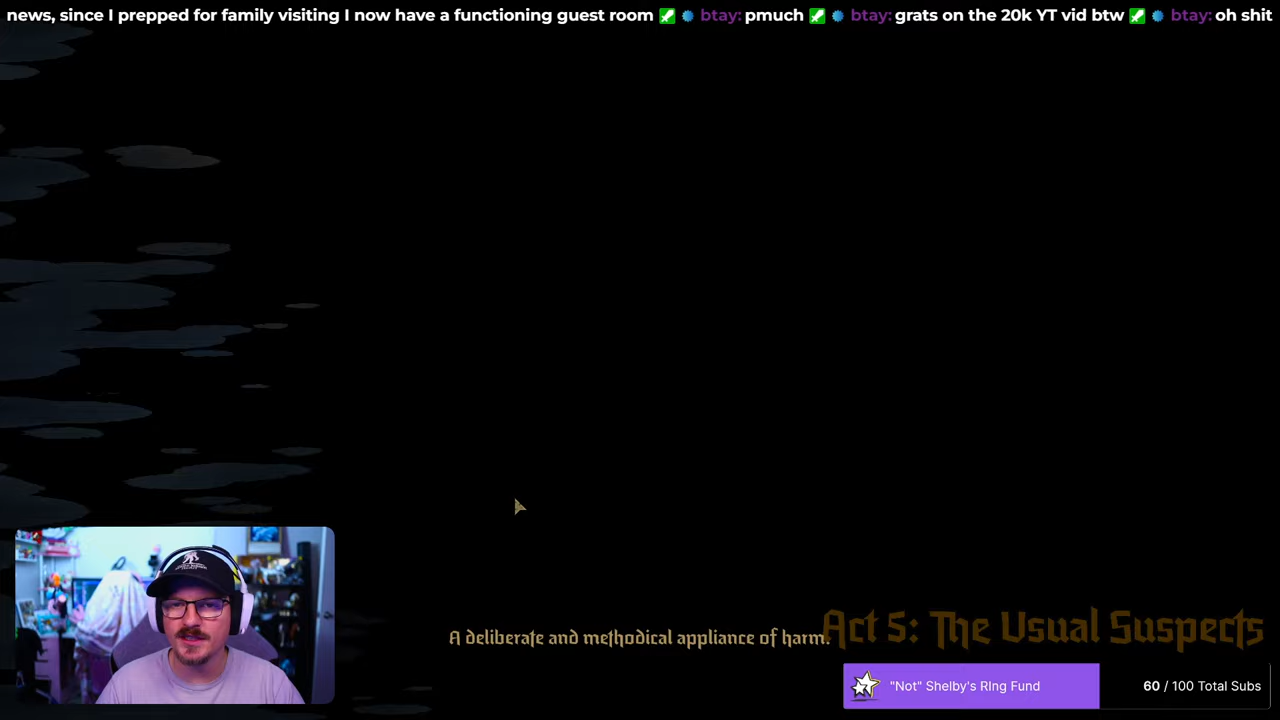 news, since I prepped for family visiting I now have a functioning guest room btay: pmuch btay: grats on the 20k YT vid btw btay: oh shit
A deliberate and methodical appliance of harm.
Act 5: The Usual Suspects
"Not" Shelby's RIng Fund 60 / 100 Total Subs